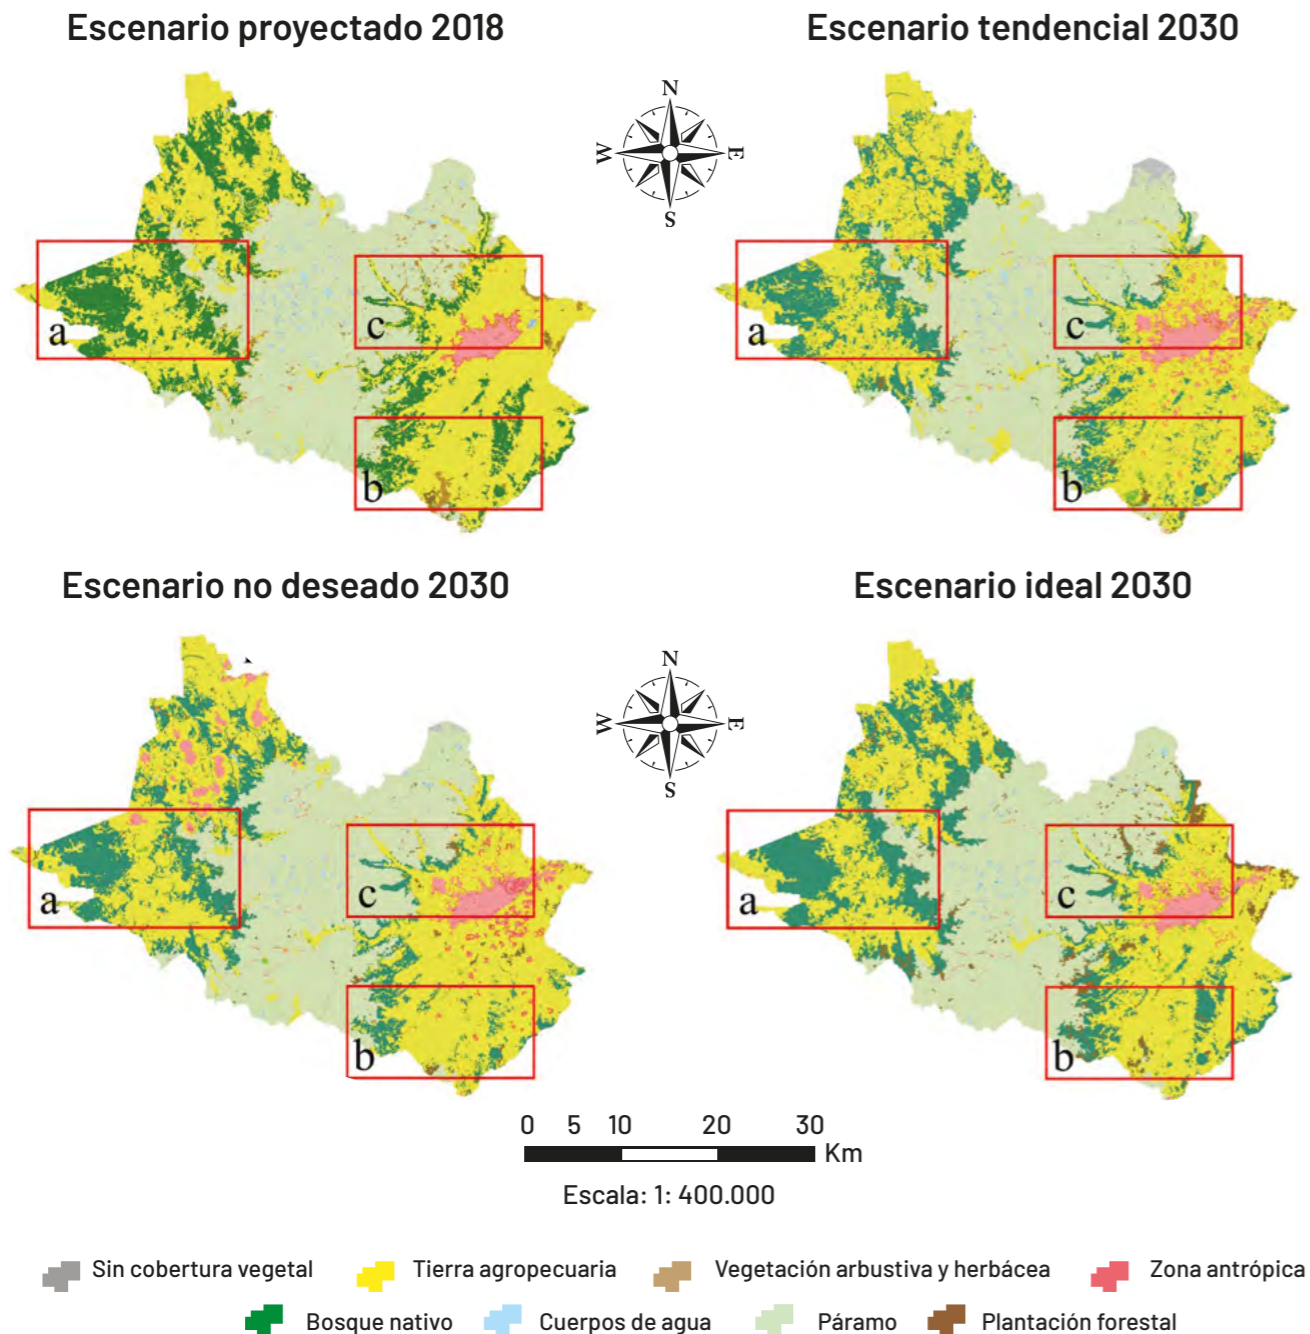 Escenario proyectado 2018
Escenario tendencial 2030
N
W
E
S
a
c
b
a
c
b
Escenario no deseado 2030
Escenario ideal 2030
N
W
E
S
a
c
b
a
c
b
0 5 10 20 30
Km
Escala: 1: 400.000
Sin cobertura vegetal
Tierra agropecuaria
Vegetación arbustiva y herbácea
Zona antrópica
Bosque nativo
Cuerpos de agua
Páramo
Plantación forestal